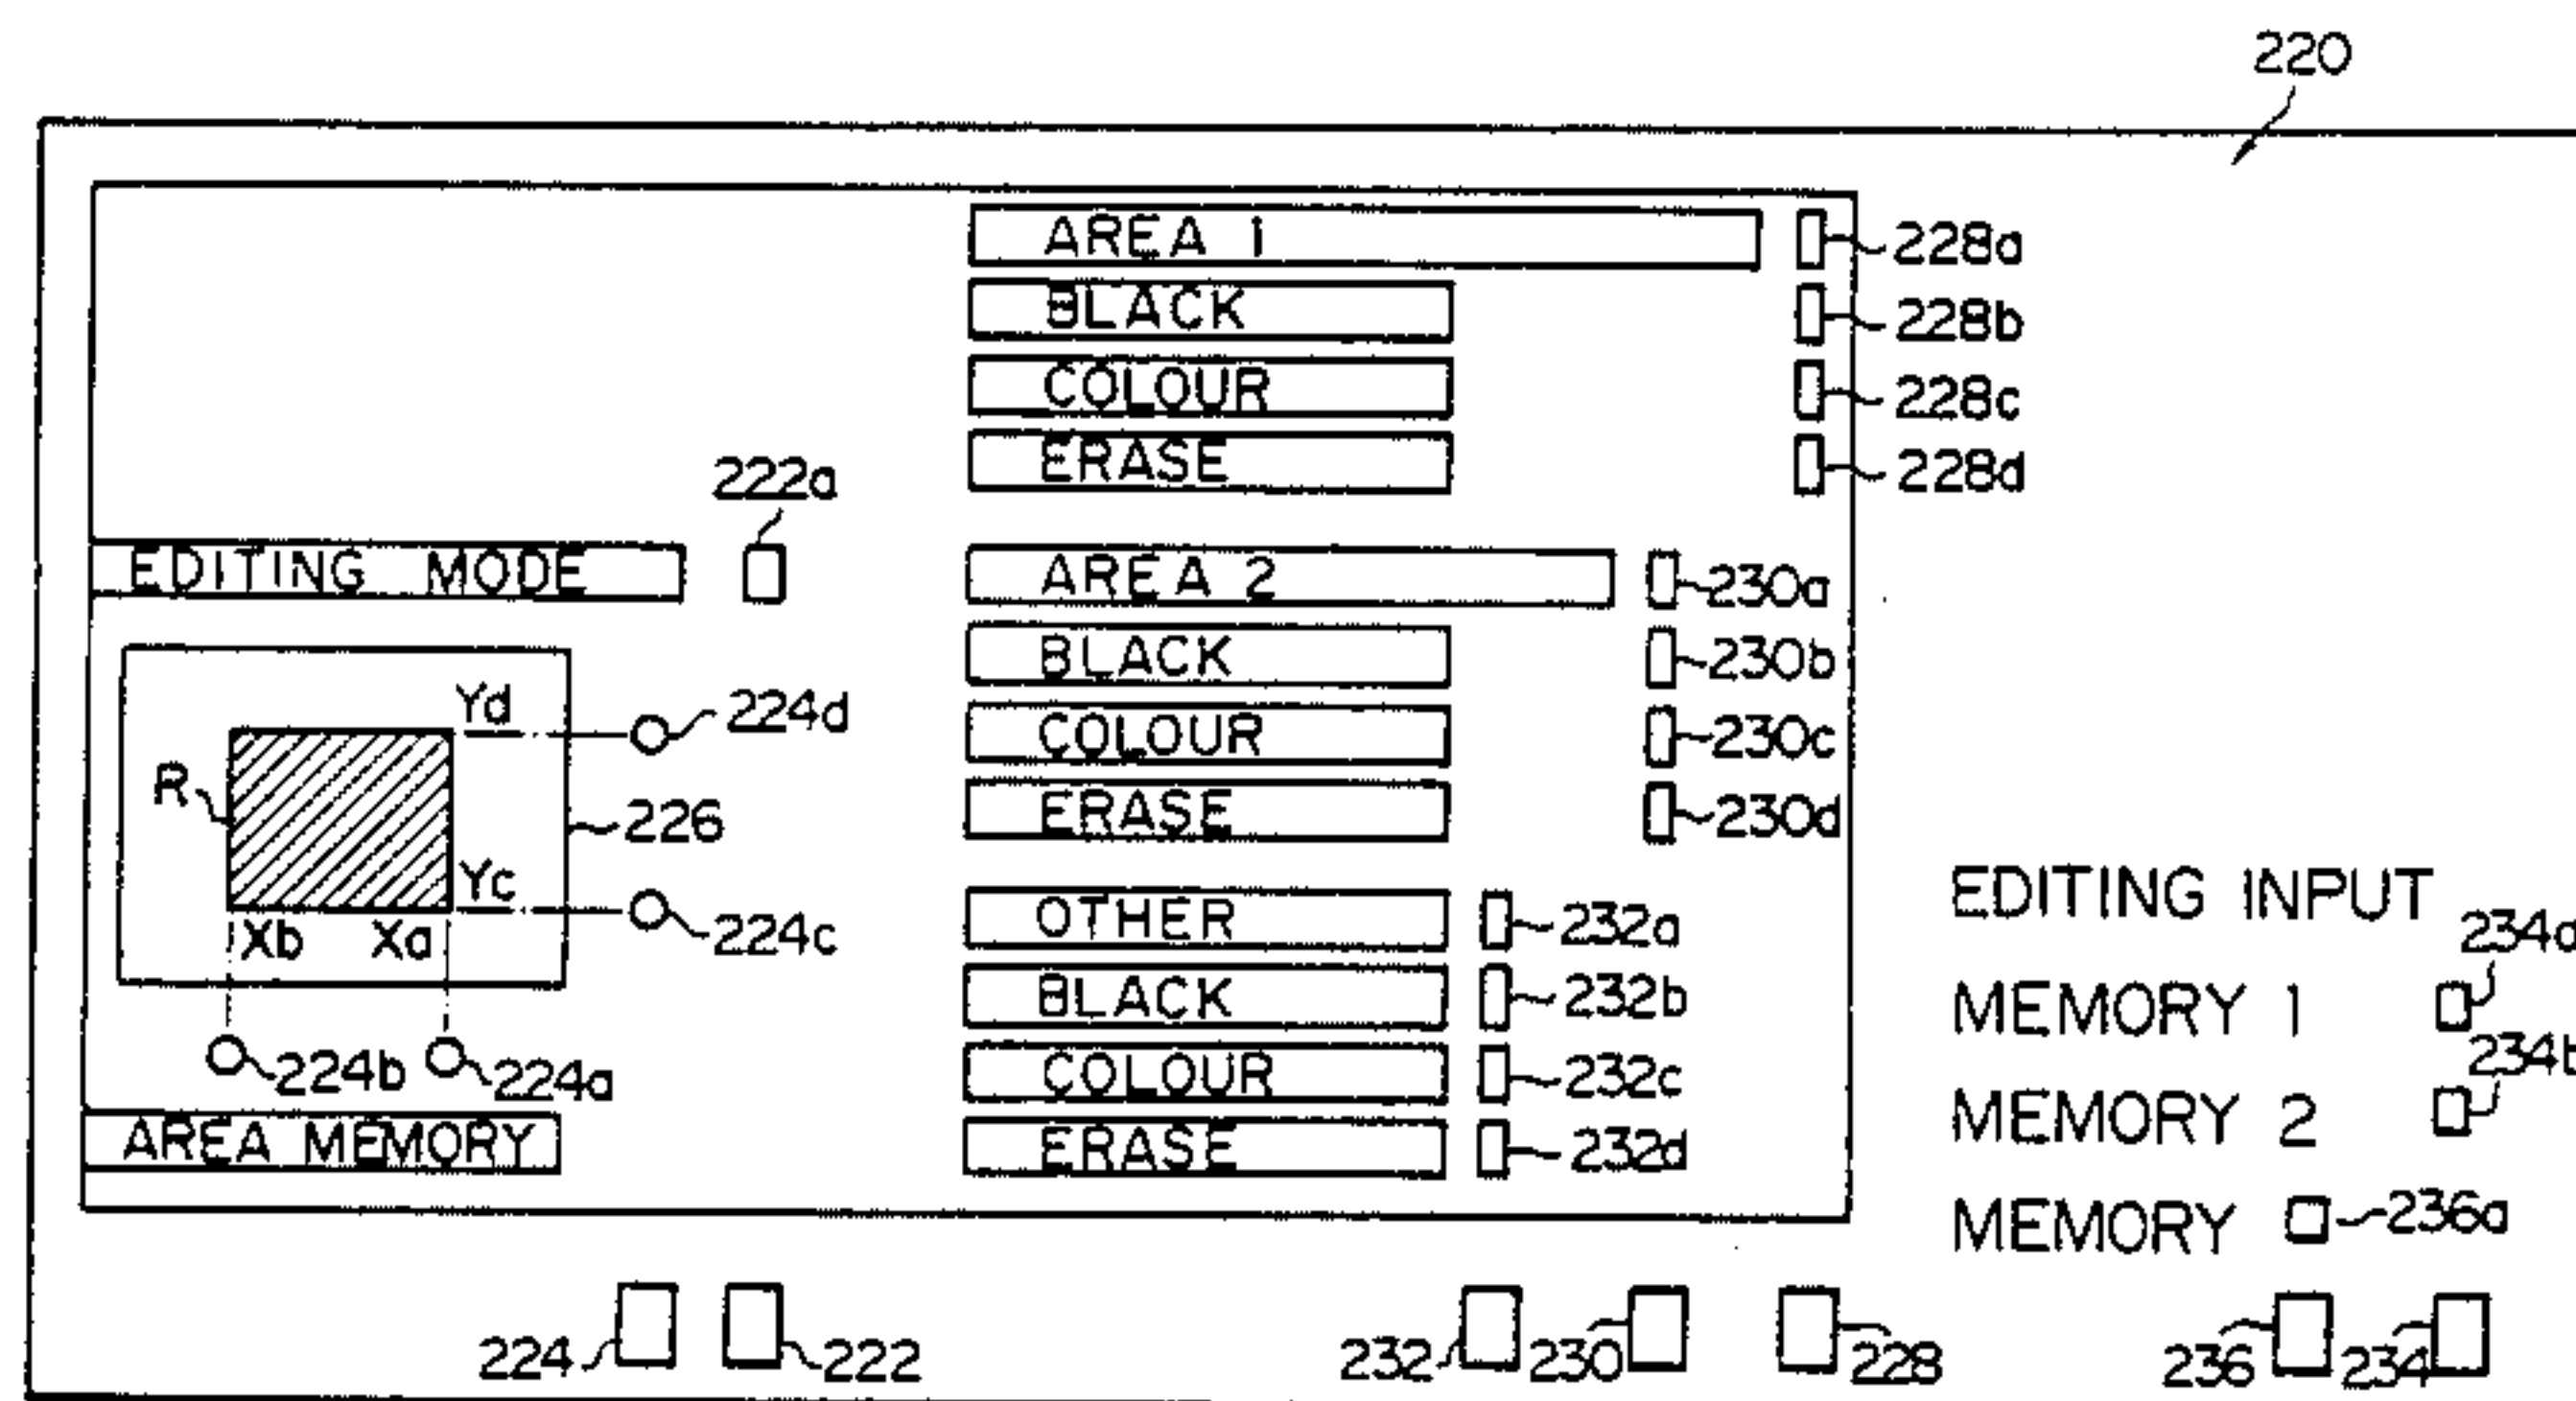 220
AREA 1 228a
BLACK 228b
COLOUR 228c
ERASE 228d
222a
EDITING MODE
AREA 2 230a
BLACK 230b
COLOUR 230c
ERASE 230d
Yd 224d
R
226
Yc
224c
Xb Xa
224b 224a
AREA MEMORY
OTHER 232a
BLACK 232b
COLOUR 232c
ERASE 232d
EDITING INPUT
234a
MEMORY 1
234b
MEMORY 2
MEMORY 236a
224 222 232 230 228 236 234